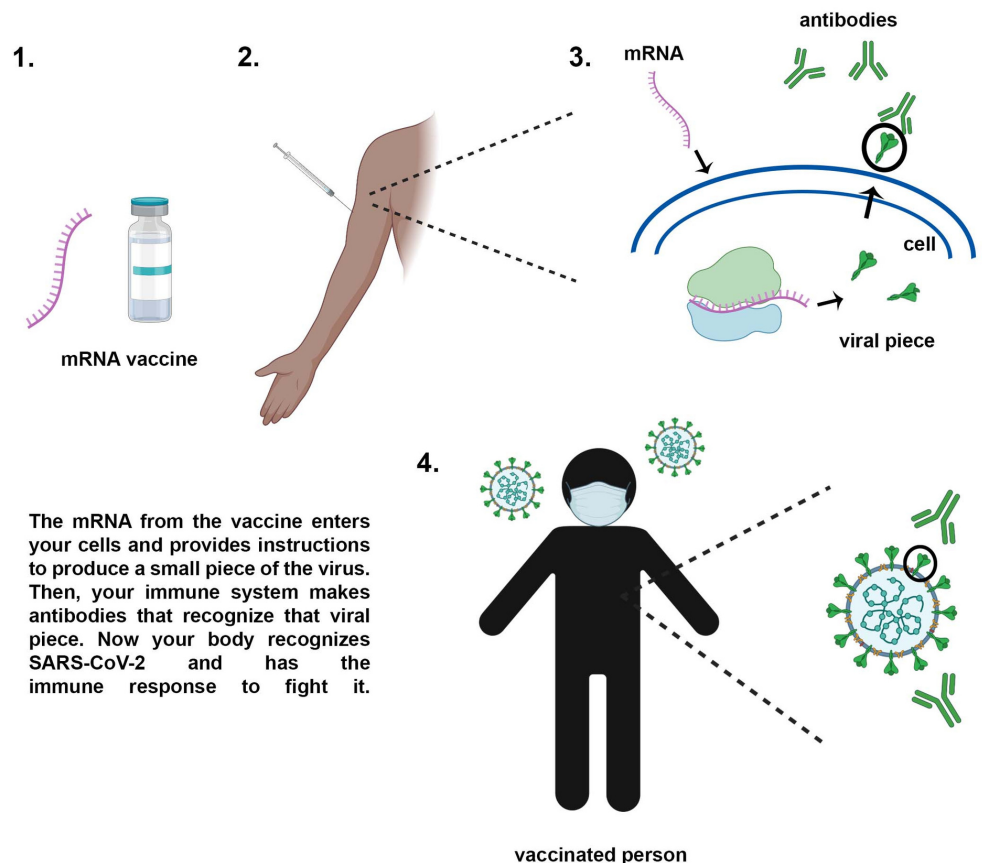 1.
mRNA vaccine
2.
3.
mRNA
antibodies
cell
viral piece
The mRNA from the vaccine enters
your cells and provides instructions
to produce a small piece of the virus.
Then, your immune system makes
antibodies that recognize that viral
piece. Now your body recognizes
SARS-CoV-2 and has the
immune response to fight it.
4.
vaccinated person